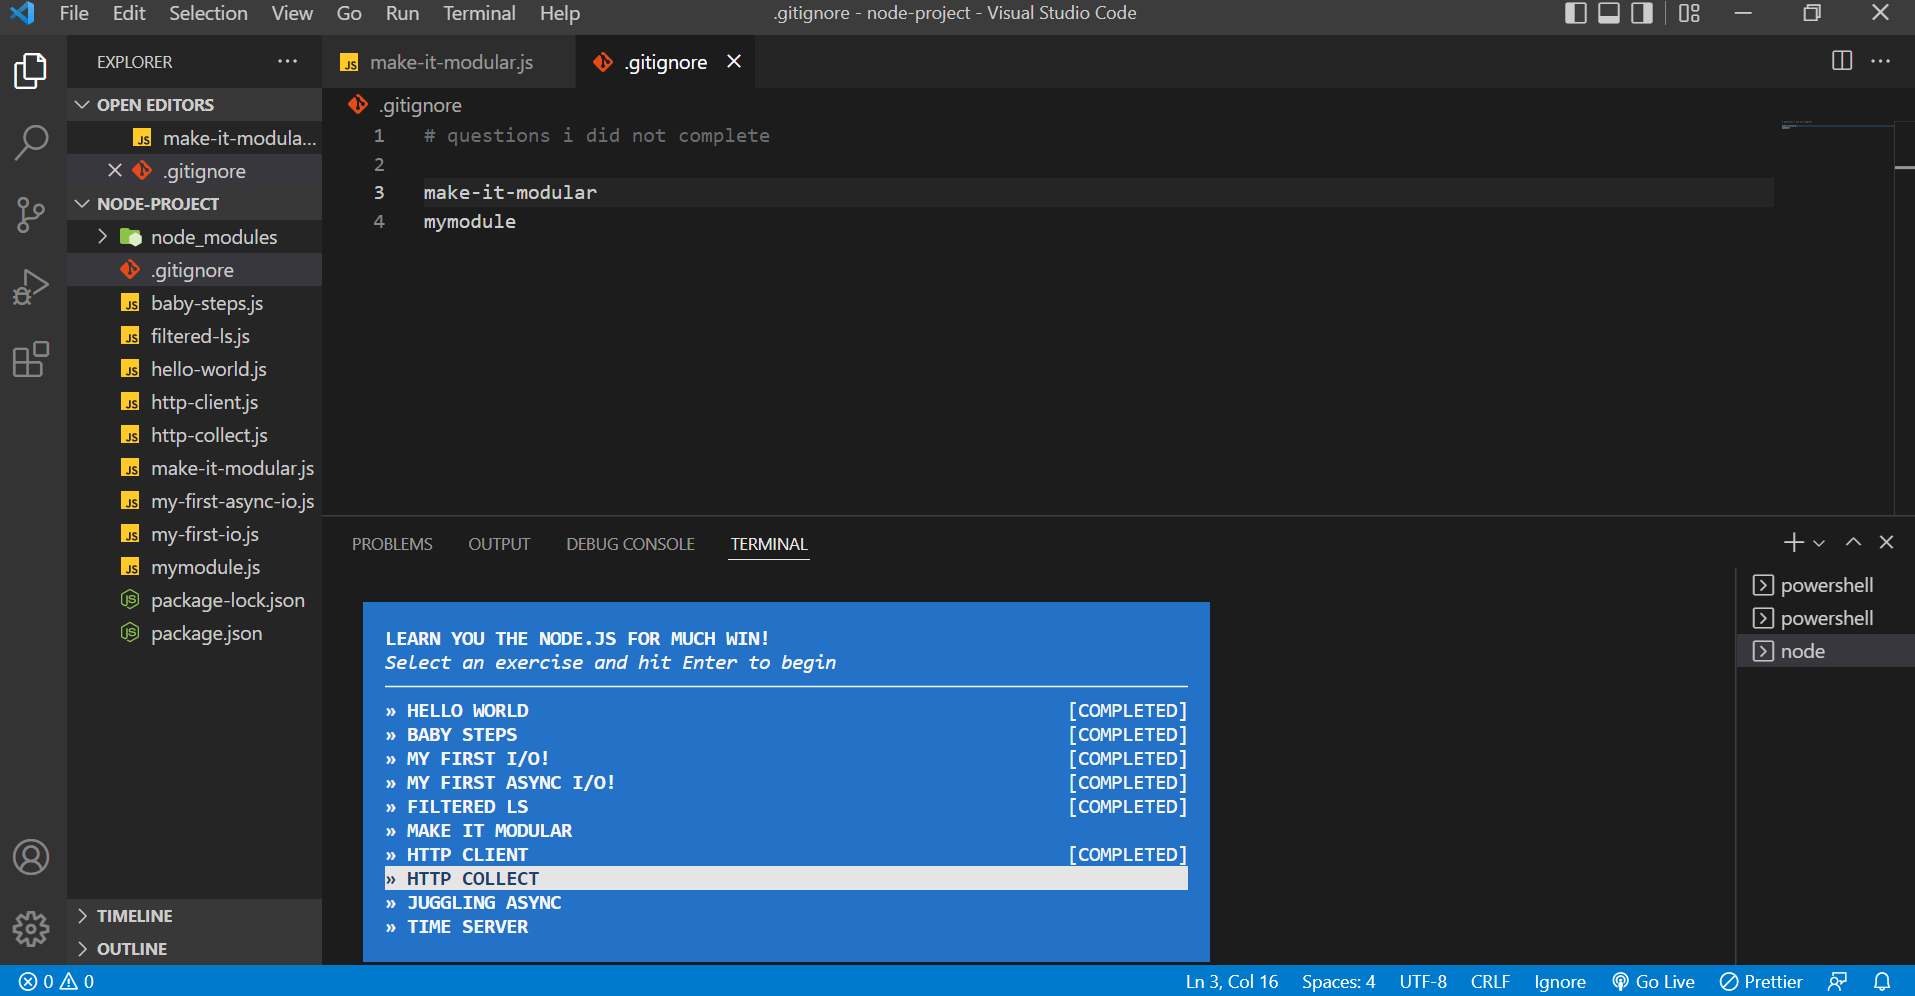 File Edit Selection View Go Run Terminal Help .gitignore - node-project - Visual Studio Code
EXPLORER ...
OPEN EDITORS
JS make-it-modula...
.gitignore
NODE-PROJECT
node_modules
.gitignore
JS baby-steps.js
JS filtered-ls.js
JS hello-world.js
JS http-client.js
JS http-collect.js
JS make-it-modular.js
JS my-first-async-io.js
JS my-first-io.js
JS mymodule.js
JS package-lock.json
JS package.json
TIMELINE
OUTLINE
JS make-it-modular.js .gitignore
.gitignore
1 # questions i did not complete
2
3 make-it-modular
4 mymodule
PROBLEMS OUTPUT DEBUG CONSOLE TERMINAL
LEARN YOU THE NODE.JS FOR MUCH WIN!
Select an exercise and hit Enter to begin
» HELLO WORLD [COMPLETED]
» BABY STEPS [COMPLETED]
» MY FIRST I/O! [COMPLETED]
» MY FIRST ASYNC I/O! [COMPLETED]
» FILTERED LS [COMPLETED]
» MAKE IT MODULAR
» HTTP CLIENT [COMPLETED]
» HTTP COLLECT
» JUGGLING ASYNC
» TIME SERVER
powershell
powershell
node
0 0 Ln 3, Col 16 Spaces: 4 UTF-8 CRLF Ignore Go Live Prettier